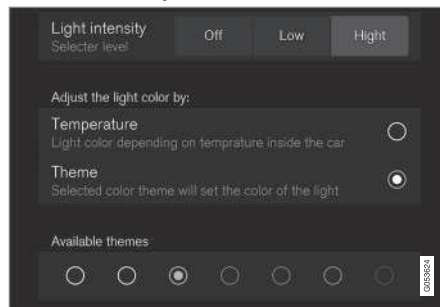 Light intensity
Selecter level
Off
Low
Hight
Adjust the light color by:
Temperature
Light color depending on temprature inside the car
Theme
Selected color theme will set the color of the light
Available themes
G053624